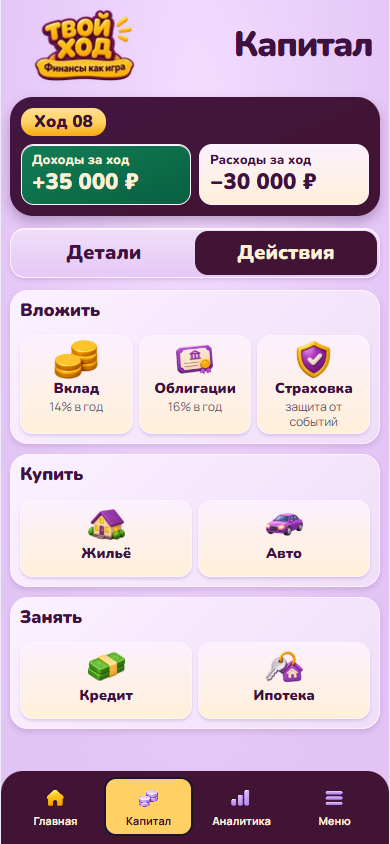 ТВОЙ
ХОД
Финансы как игра
Капитал
Ход 08
Доходы за ход
+35 000 ₽
Расходы за ход
−30 000 ₽
Детали
Действия
Вложить
Вклад
14% в год
Облигации
16% в год
Страховка
защита от
событий
Купить
Жильё
Авто
Занять
Кредит
Ипотека
Главная
Капитал
Аналитика
Меню